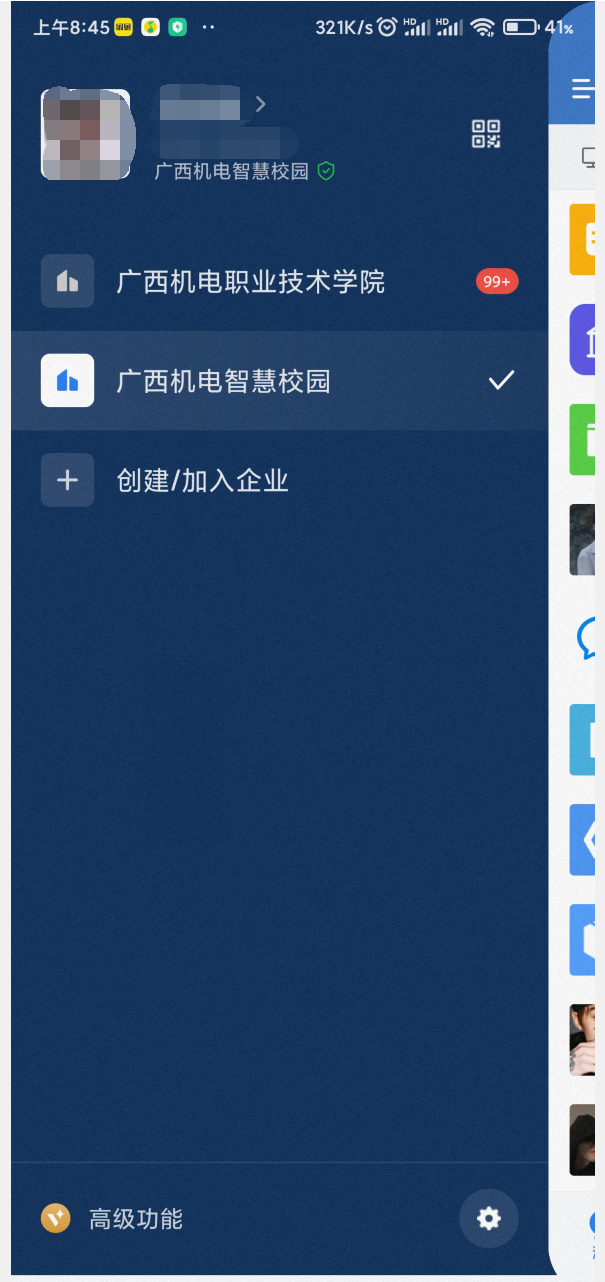 上午8:45
321K/s
HD
HD
41%
广西机电智慧校园
广西机电职业技术学院
99+
广西机电智慧校园
创建/加入企业
高级功能